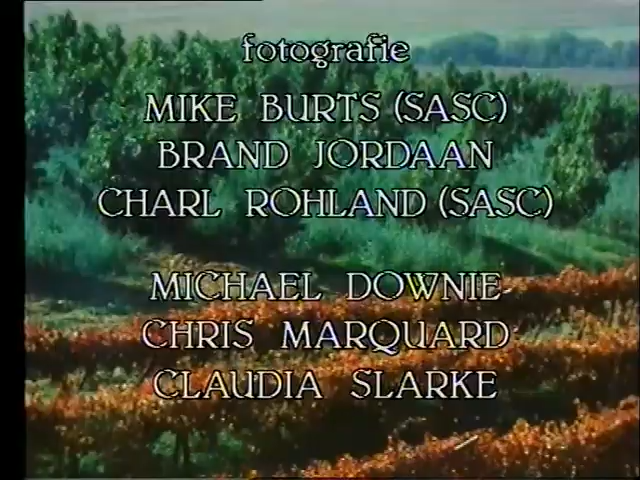 fotografie
MIKE BURTS (SASC)
BRAND JORDAAN
CHARL ROHLAND (SASC)
MICHAEL DOWNIE
CHRIS MARQUARD
CLAUDIA SLARKE